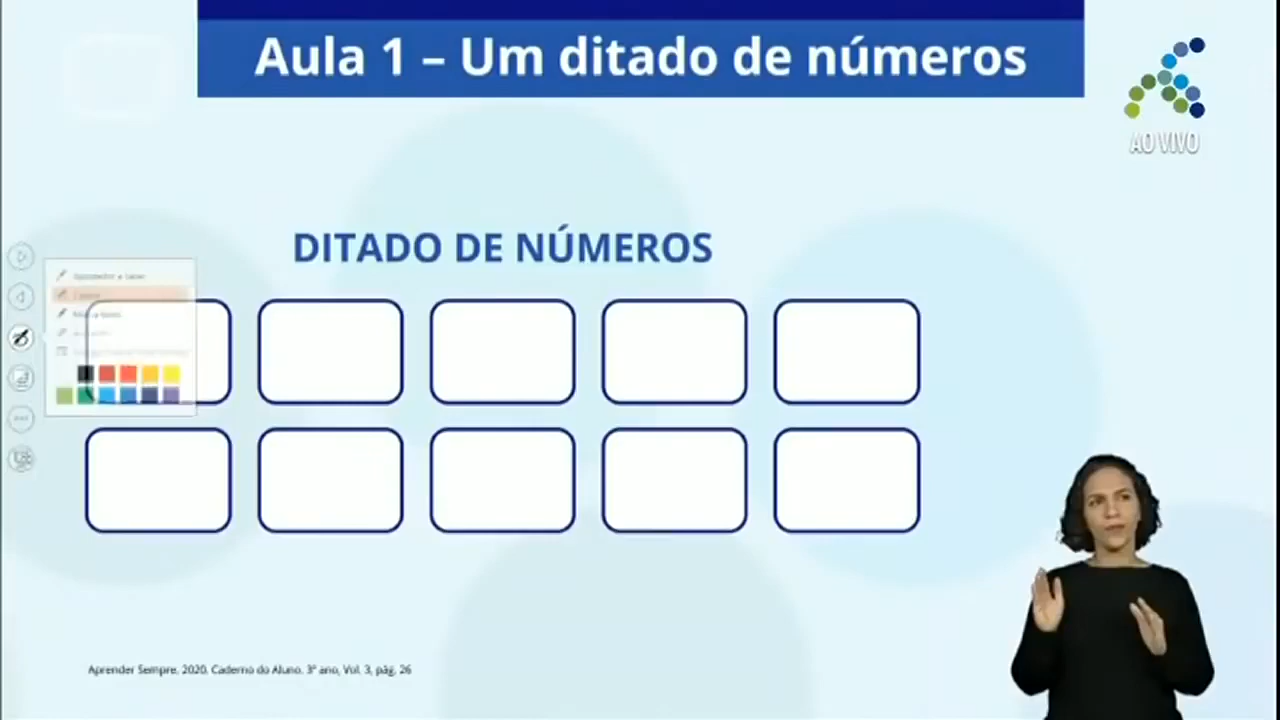 Aula 1 – Um ditado de números
AO VIVO
DITADO DE NÚMEROS
Aprender Sempre, 2020. Caderno do Aluno. 3º ano, Vol. 3, pág. 26